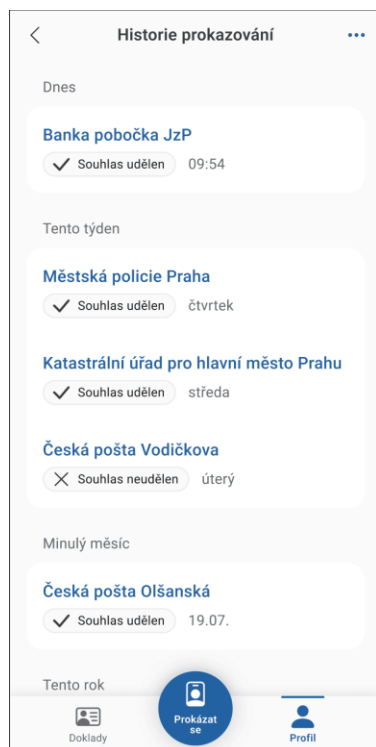 Historie prokazování
Dnes
Banka pobočka JzP
Souhlas udělen 09:54
Tento týden
Městská policie Praha
Souhlas udělen čtvrtek
Katastrální úřad pro hlavní město Prahu
Souhlas udělen středa
Česká pošta Vodičkova
Souhlas neudělen úterý
Minulý měsíc
Česká pošta Olšanská
Souhlas udělen 19.07.
Tento rok
Doklady
Prokázat
se
Profil